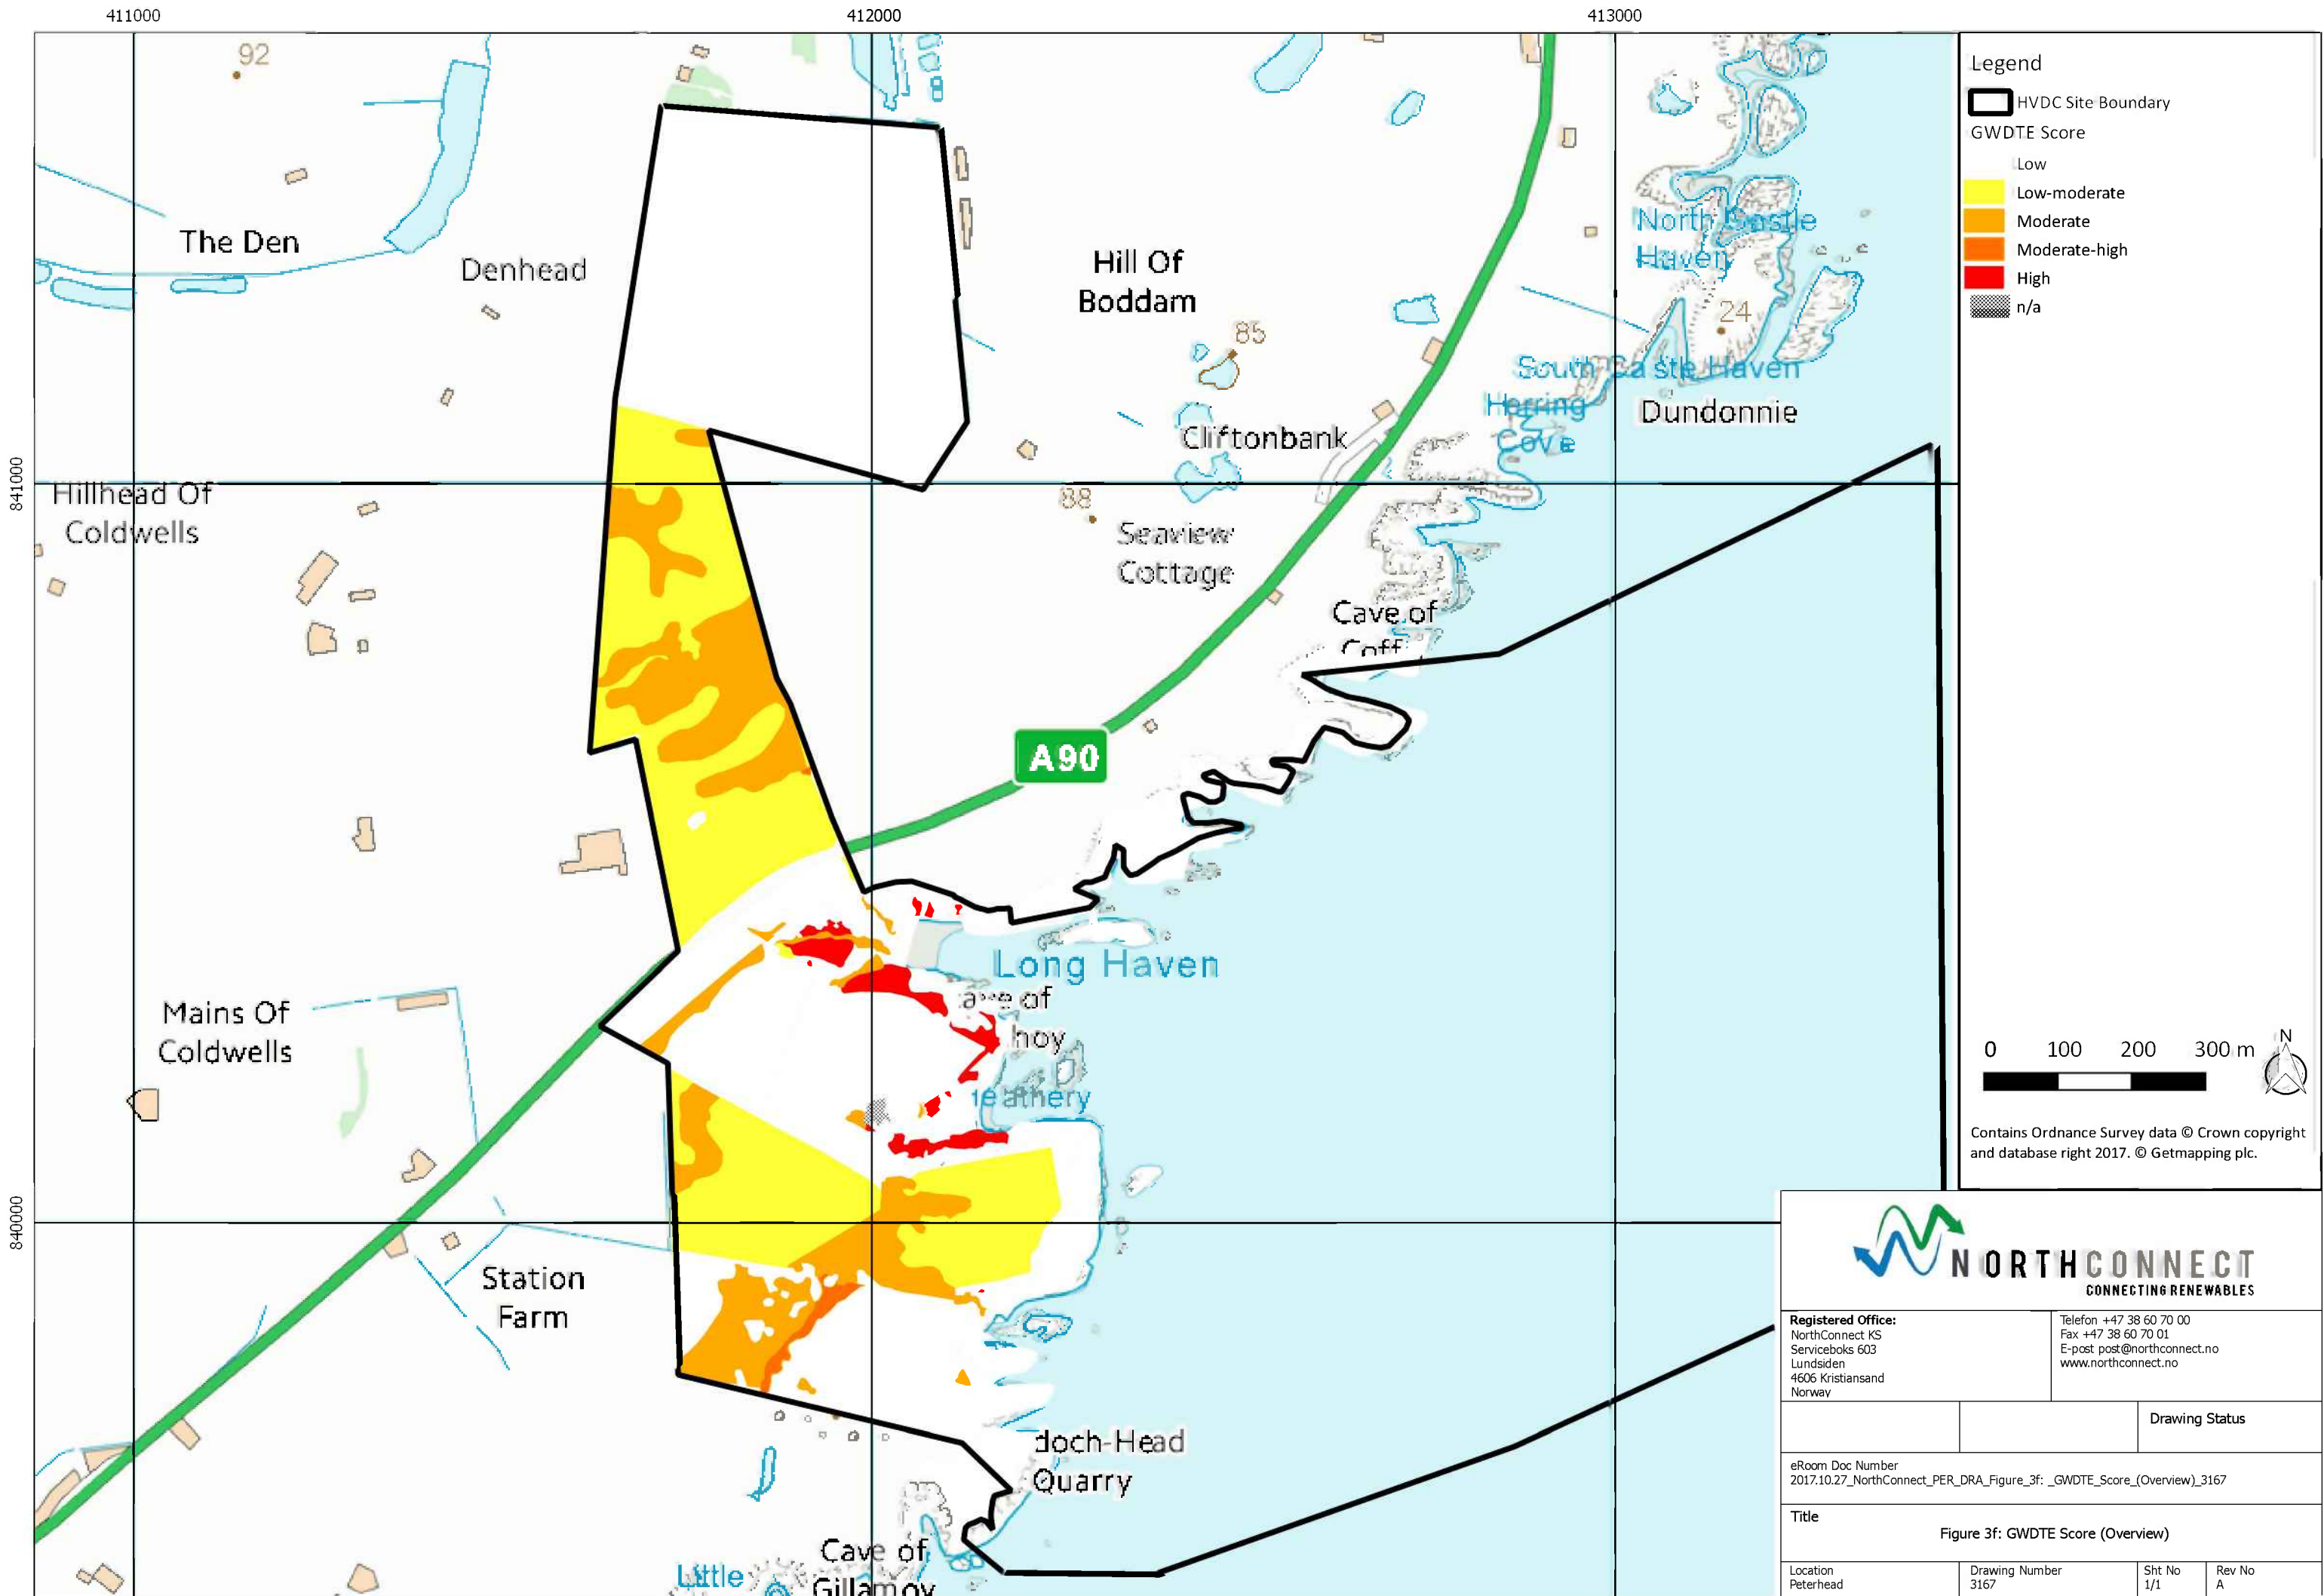 411000
412000
413000
841000
840000
92
The Den
Denhead
Hill Of
Boddam
85
Cliftonbank
88
Seaview
Cottage
Hillhead Of
Coldwells
North Castle
Haven
24
South Castle Haven
Herring
Cove
Dundonnie
Cave of
A90
Long Haven
of
hoy
Mains Of
Coldwells
Station
Farm
doch-Head
Quarry
Cave of
Gillamoy
Little
Legend
HVDC Site Boundary
GWDTE Score
Low
Low-moderate
Moderate
Moderate-high
High
n/a
0 100 200 300 m
N
Contains Ordnance Survey data © Crown copyright
and database right 2017. © Getmapping plc.
NORTHCONNECT
CONNECTING RENEWABLES
Registered Office:
NorthConnect KS
Serviceboks 603
Lundsiden
4606 Kristiansand
Norway
Telefon +47 38 60 70 00
Fax +47 38 60 70 01
E-post post@northconnect.no
www.northconnect.no
Drawing Status
eRoom Doc Number
2017.10.27_NorthConnect_PER_DRA_Figure_3f: _GWDTE_Score_(Overview)_3167
Title
Figure 3f: GWDTE Score (Overview)
Location
Peterhead
Drawing Number
3167
Sht No
1/1
Rev No
A